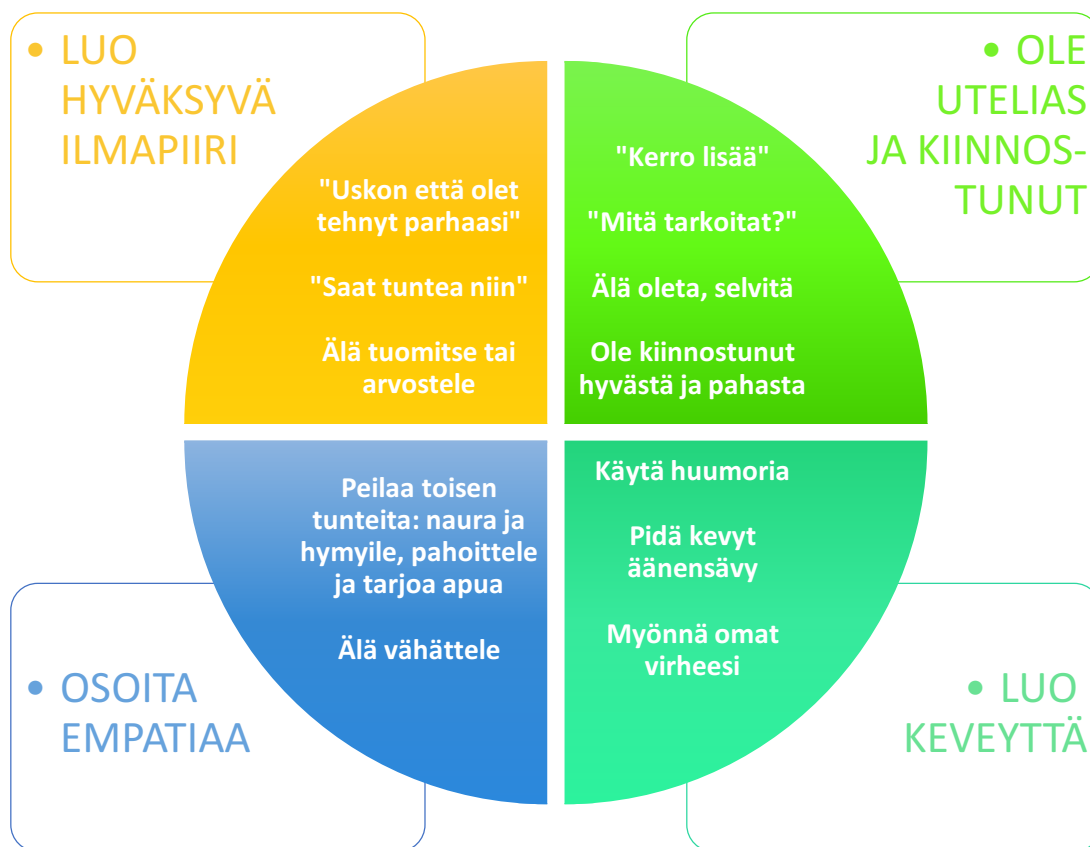 • LUO
HYVÄKSYVÄ
ILMAPIIRI
"Uskon että olet
tehnyt parhaasi"
"Saat tuntea niin"
Älä tuomitse tai
arvostele
• OLE
UTELIAS
JA KIINNOS-
TUNUT
"Kerro lisää"
"Mitä tarkoitat?"
Älä oleta, selvitä
Ole kiinnostunut
hyvästä ja pahasta
Peilaa toisen
tunteita: naura ja
hymyile, pahoittele
ja tarjoa apua
Älä vähättele
• OSOITA
EMPATIAA
Käytä huumoria
Pidä kevyt
äänensävy
Myönnä omat
virheesi
• LUO
KEVEYTTÄ